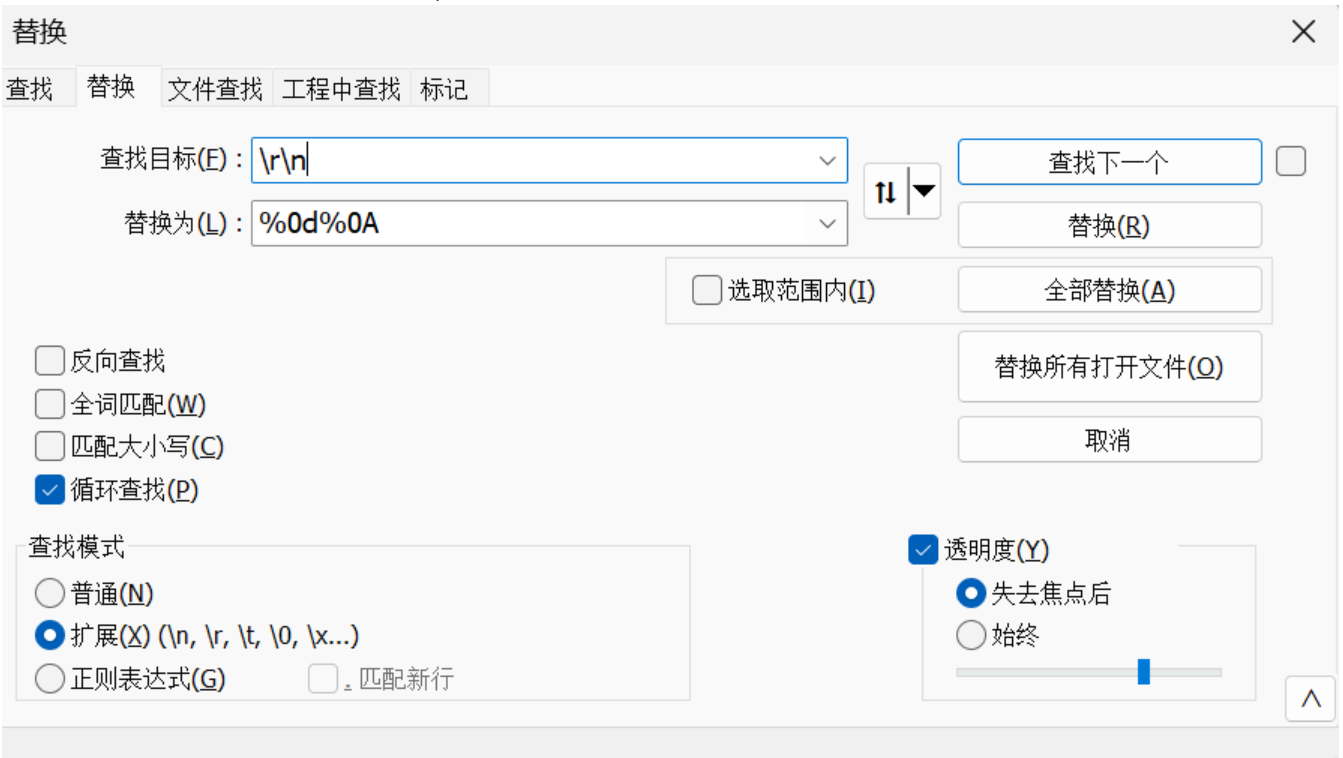 替换
查找 替换 文件查找 工程中查找 标记
查找目标(F) : \r\n
查找下一个
替换为(L) : %0d%0A
替换(R)
选取范围内(I)
全部替换(A)
反向查找
替换所有打开文件(O)
全词匹配(W)
匹配大小写(C)
取消
循环查找(P)
查找模式
透明度(Y)
普通(N)
失去焦点后
扩展(X) (\n, \r, \t, \0, \x...)
始终
正则表达式(G)
. 匹配新行